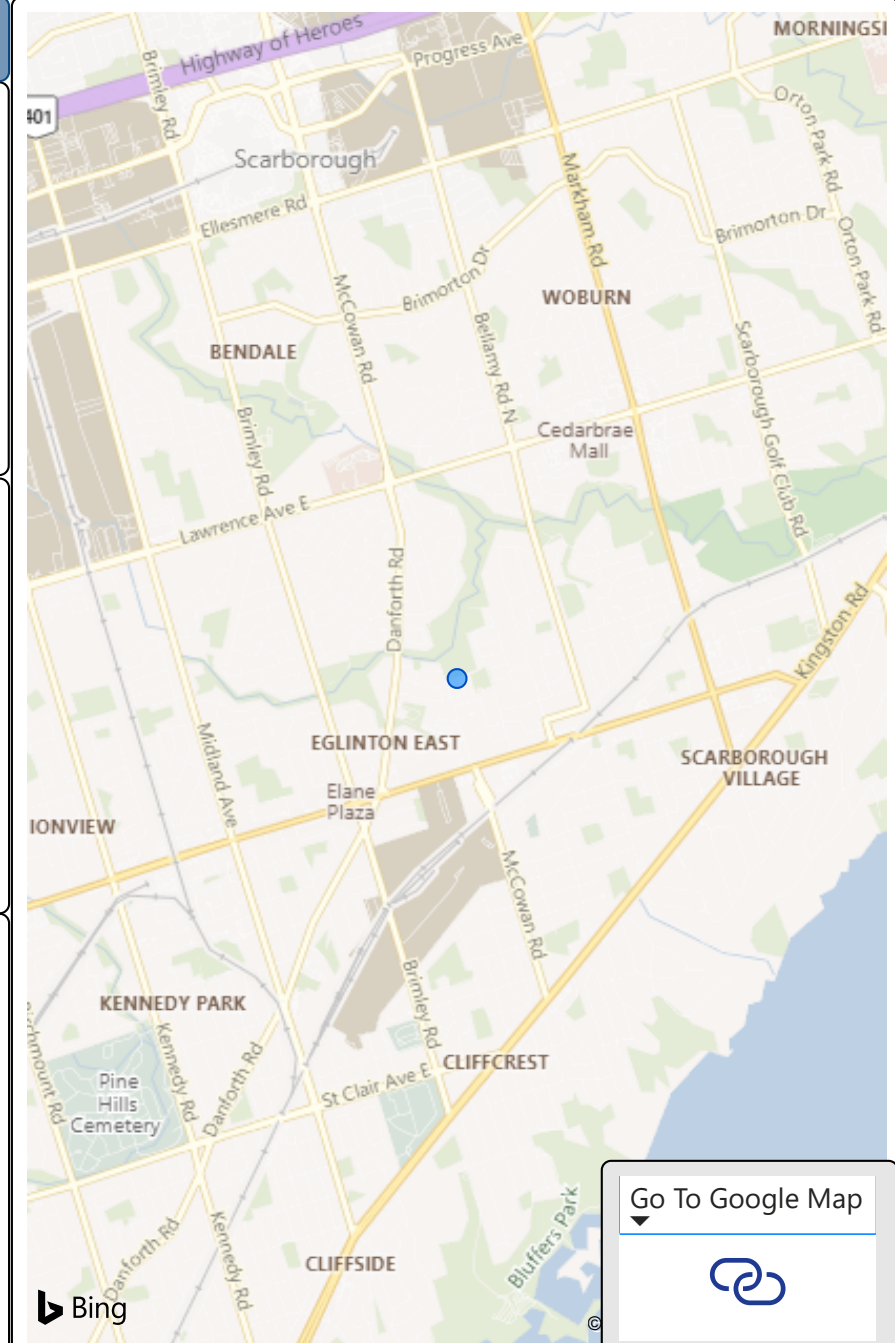 MORNINGSI
Highway of Heroes
Progress Ave
Brimley Rd
401
Orton Park Rd
Scarborough
Markham Rd
Ellesmere Rd
Brimorton Dr
Orton Park Rd
Brimorton Dr
McCowan Rd
WOBURN
Bellamy Rd N
BENDALE
Scarborough Golf Club Rd
Brimley Rd
Cedarbrae
Mall
Lawrence Ave E
Danforth Rd
Kingston Rd
Midland Ave
EGLINTON EAST
SCARBOROUGH
VILLAGE
Elane
Plaza
IONVIEW
McCowan Rd
Brimley Rd
KENNEDY PARK
Birchmount Rd
Kennedy Rd
Danforth Rd
CLIFFCREST
Pine
Hills
Cemetery
St Clair Ave E
Go To Google Map
Bluffers Park
Danforth Rd
Kennedy Rd
CLIFFSIDE
Bing
©